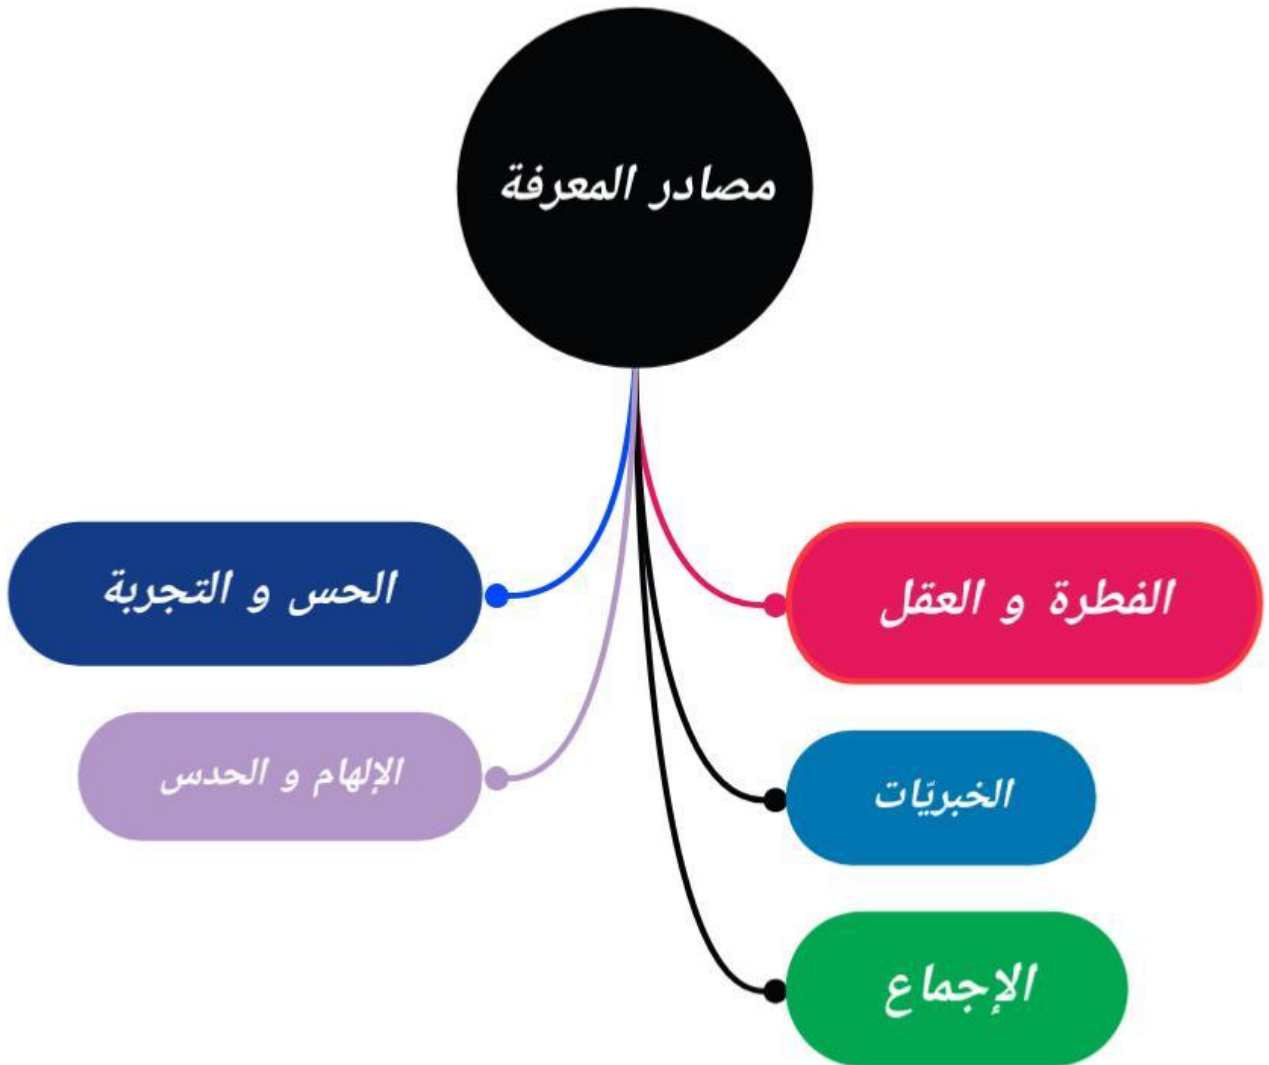 مصادر المعرفة
الفطرة و العقل
الخبريّات
الإجماع
الحس و التجربة
الإلهام و الحدس